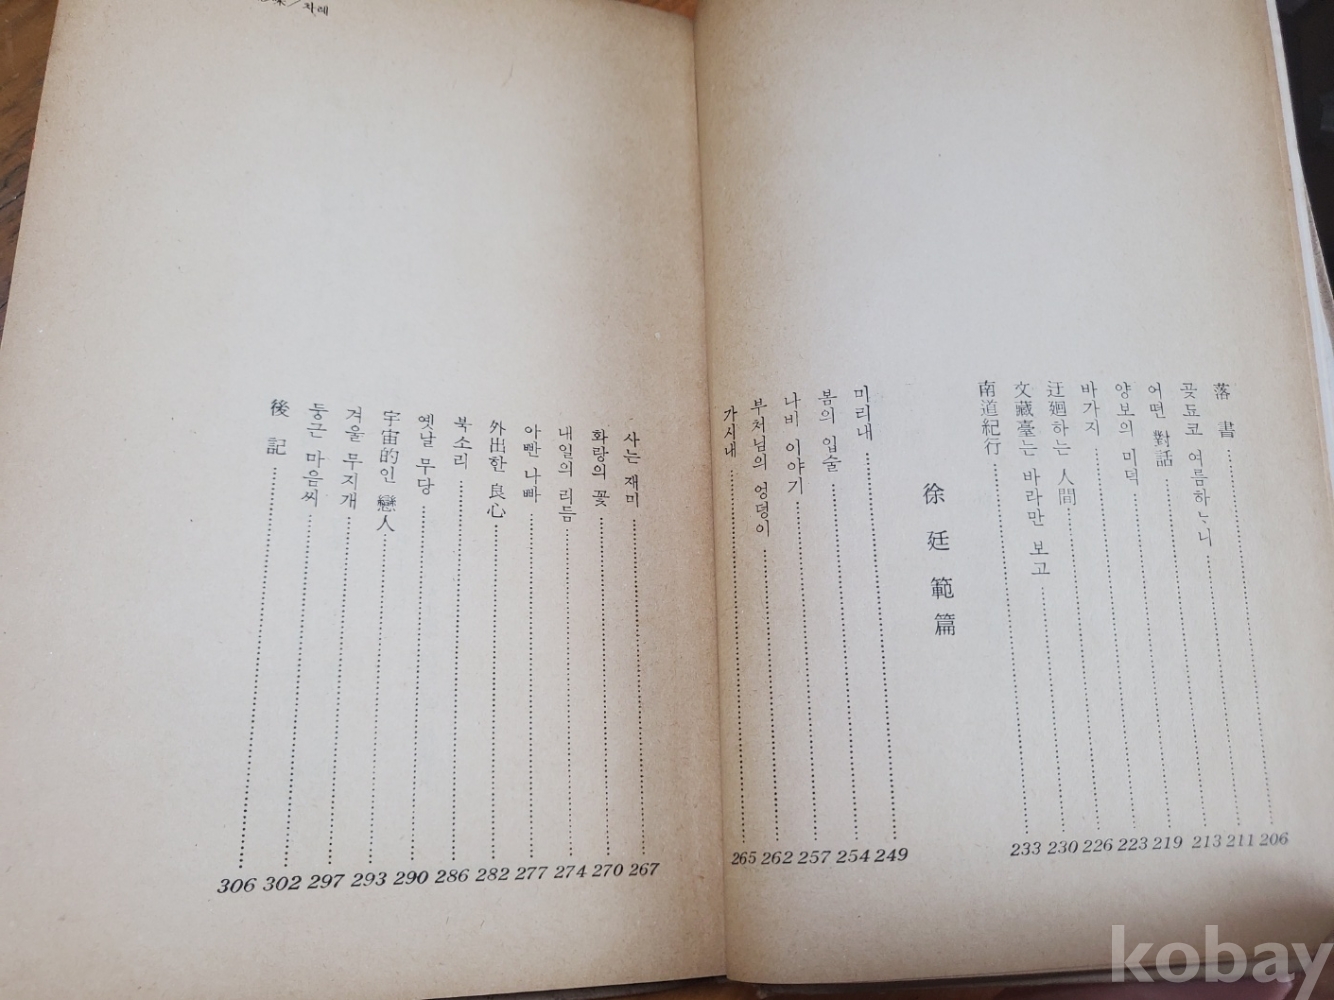 落書 206
곶 됴코 여름하ᄂᆞ니 211
어떤 對話 213
양보의 미덕 219
바가지 223
迂廻하는 人間 226
文藏臺는 바라만 보고 230
南道紀行 233
徐廷範篇
미리내 249
봄의 입술 254
나비 이야기 257
부처님의 엉덩이 262
가시내 265
/차례
사는 재미 267
화랑의 꽃 270
내일의 리듬 274
아빤 나빠 277
外出한 良心 282
북소리 286
옛날 무당 290
宇宙的인 戀人 293
겨울 무지개 297
둥근 마음씨 302
後記 306
kobay